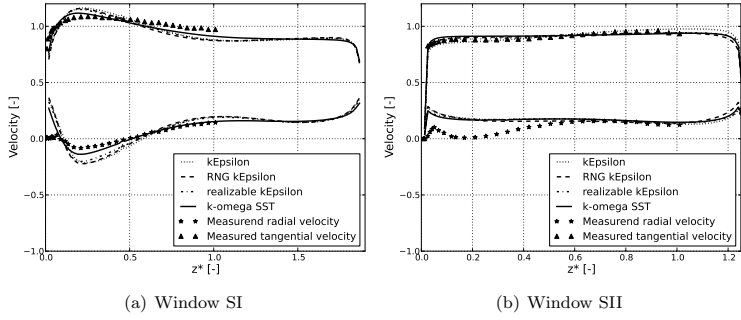 1.0
0.5
0.0
−0.5
−1.0
Velocity [-]
0.0
0.5
1.0
1.5
z* [-]
kEpsilon
RNG kEpsilon
realizable kEpsilon
k-omega SST
Measurend radial velocity
Measured tangential velocity
(a) Window SI
1.0
0.5
0.0
−0.5
−1.0
Velocity [-]
0.0
0.2
0.4
0.6
0.8
1.0
1.2
z* [-]
kEpsilon
RNG kEpsilon
realizable kEpsilon
k-omega SST
Measurend radial velocity
Measured tangential velocity
(b) Window SII